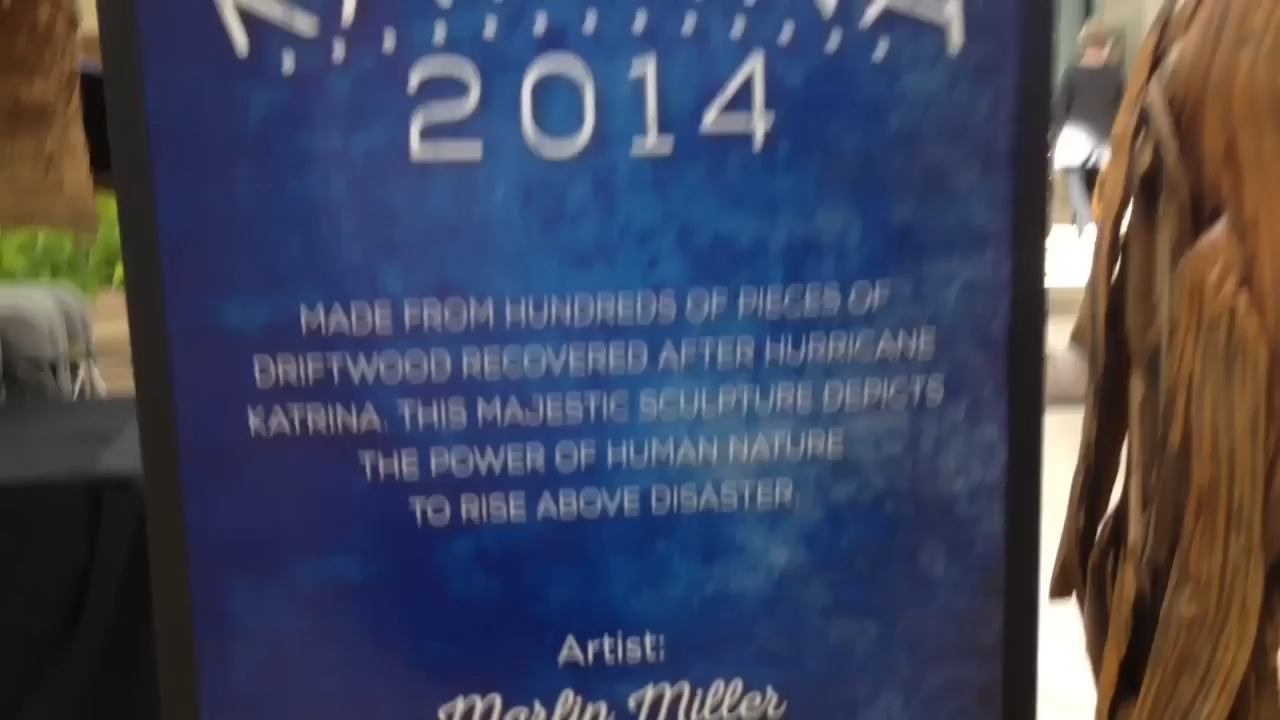 2014
MADE FROM HUNDREDS OF PIECES OF
DRIFTWOOD RECOVERED AFTER HURRICANE
KATRINA, THIS MAJESTIC SCULPTURE DEPICTS
THE POWER OF HUMAN NATURE
TO RISE ABOVE DISASTER.
Artist:
Marlin Miller